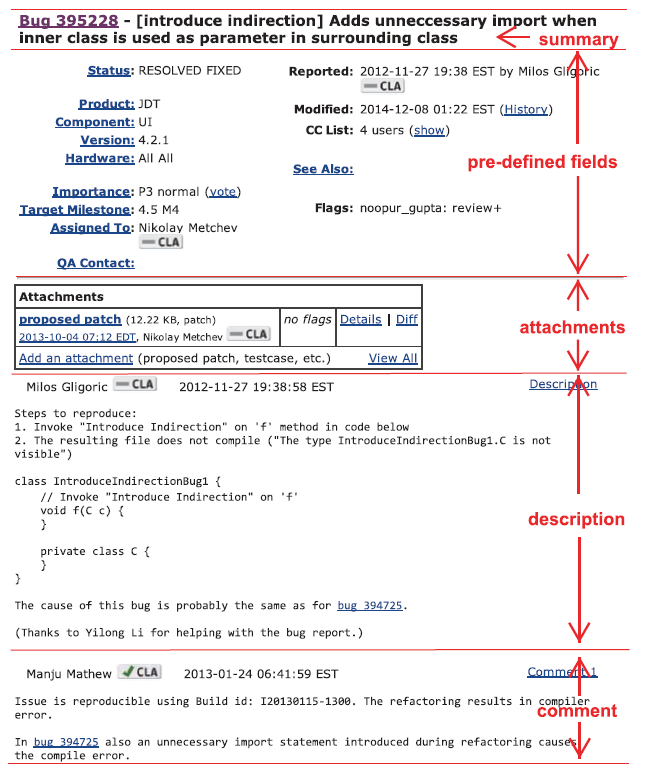 Bug 395228 - [introduce indirection] Adds unneccessary import when
inner class is used as parameter in surrounding class
summary
Status: RESOLVED FIXED
Product: JDT
Component: UI
Version: 4.2.1
Hardware: All All
Importance: P3 normal (vote)
Target Milestone: 4.5 M4
Assigned To: Nikolay Metchev
CLA
QA Contact:
Reported: 2012-11-27 19:38 EST by Milos Gligoric
CLA
Modified: 2014-12-08 01:22 EST (History)
CC List: 4 users (show)
See Also:
Flags: noopur_gupta: review+
pre-defined fields
Attachments
proposed patch (12.22 KB, patch)
2013-10-04 07:12 EDT, Nikolay Metchev CLA
no flags
Details | Diff
Add an attachment (proposed patch, testcase, etc.) View All
attachments
Milos Gligoric CLA 2012-11-27 19:38:58 EST Description
Steps to reproduce:
1. Invoke "Introduce Indirection" on 'f' method in code below
2. The resulting file does not compile ("The type IntroduceIndirectionBug1.C is not
visible")
class IntroduceIndirectionBug1 {
// Invoke "Introduce Indirection" on 'f'
void f(C c) {
}
private class C {
}
}
The cause of this bug is probably the same as for bug 394725.
(Thanks to Yilong Li for helping with the bug report.)
description
Manju Mathew CLA 2013-01-24 06:41:59 EST Comment 1
Issue is reproducible using Build id: I20130115-1300. The refactoring results in compiler
error.
In bug 394725 also an unnecessary import statement introduced during refactoring causes
the compile error.
comment